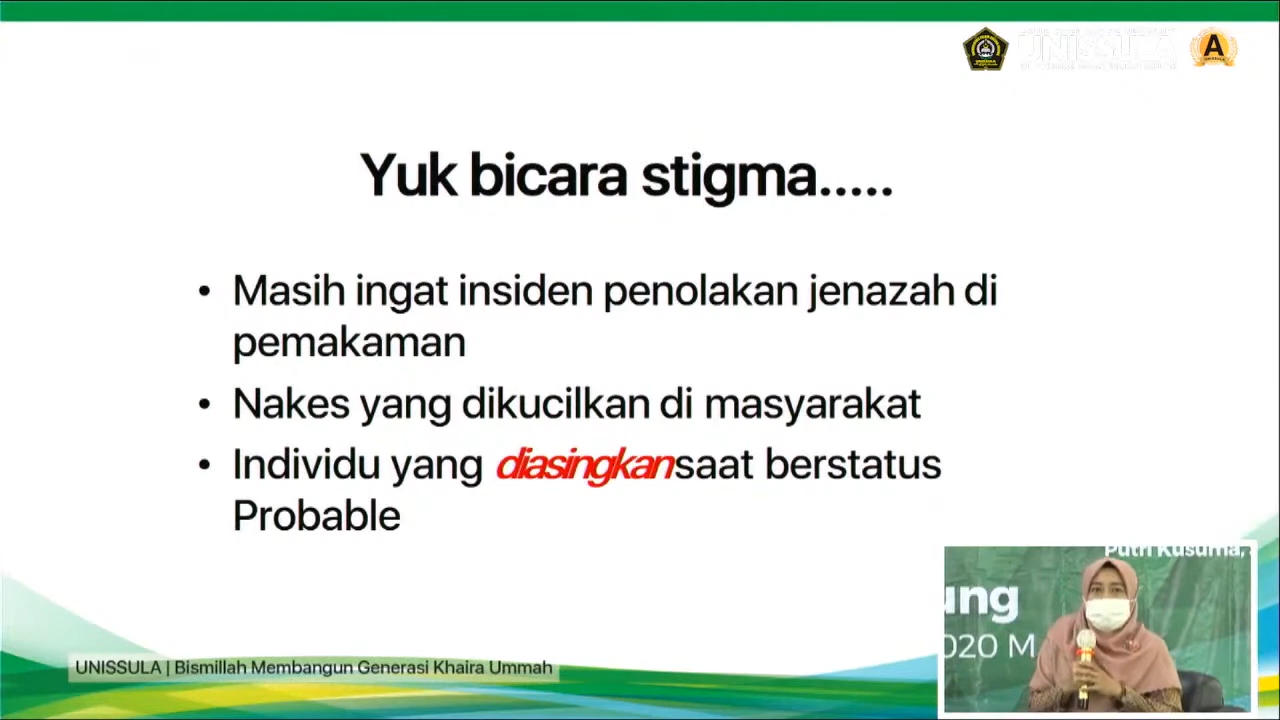 UNISSULA
A
Yuk bicara stigma.....
• Masih ingat insiden penolakan jenazah di
pemakaman
• Nakes yang dikucilkan di masyarakat
• Individu yang diasingkan saat berstatus
Probable
Putri Kusuma,
ung
020 M
UNISSULA | Bismillah Membangun Generasi Khaira Ummah